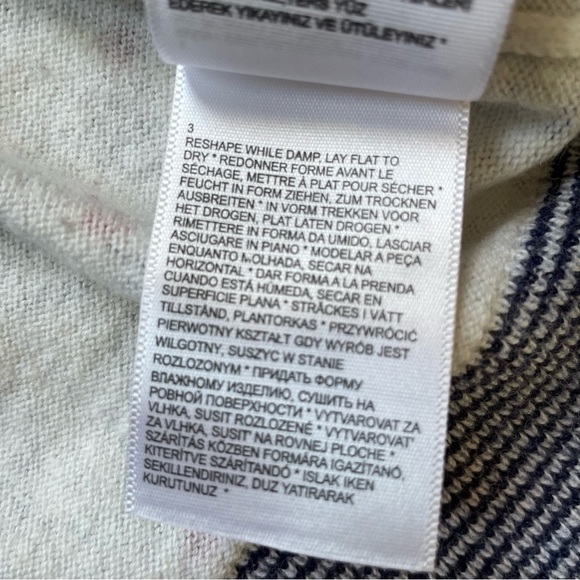 EDEREK YIKAYINIZ VE ÜTÜLEYINIZ *
3
RESHAPE WHILE DAMP, LAY FLAT TO
DRY * REDONNER FORME AVANT LE
SÉCHAGE, METTRE À PLAT POUR SÉCHER *
FEUCHT IN FORM ZIEHEN, ZUM TROCKNEN
AUSBREITEN * IN VORM TREKKEN VOOR
HET DROGEN, PLAT LATEN DROGEN *
RIMETTERE IN FORMA DA UMIDO, LASCIAR
ASCIUGARE IN PIANO * MODELAR A PEÇA
ENQUANTO MOLHADA, SECAR NA
HORIZONTAL * DAR FORMA A LA PRENDA
CUANDO ESTÁ HÚMEDA, SECAR EN
SUPERFICIE PLANA * STRÄCKES I VÅTT
TILLSTÅND, PLANTORKAS * PRZYWRÓCIĆ
PIERWOTNY KSZTAŁT GDY WYRÓB JEST
WILGOTNY, SUSZYC W STANIE
ROZLOZONYM * ПРИДАТЬ ФОРМУ
ВЛАЖНОМУ ИЗДЕЛИЮ, СУШИТЬ НА
РОВНОЙ ПОВЕРХНОСТИ * VYTVAROVAT ZA
VLHKA, SUSIT ROZLOŽENÉ * VYTVAROVAŤ
ZA VLHKA, SUSIŤ NA ROVNEJ PLOCHE *
SZÁRÍTÁS KÖZBEN FORMÁRA IGAZÍTANÓ,
KITERÍTVE SZÁRÍTANDÓ * ISLAK IKEN
SEKILLENDIRINIZ, DUZ YATIRARAK
KURUTUNUZ *